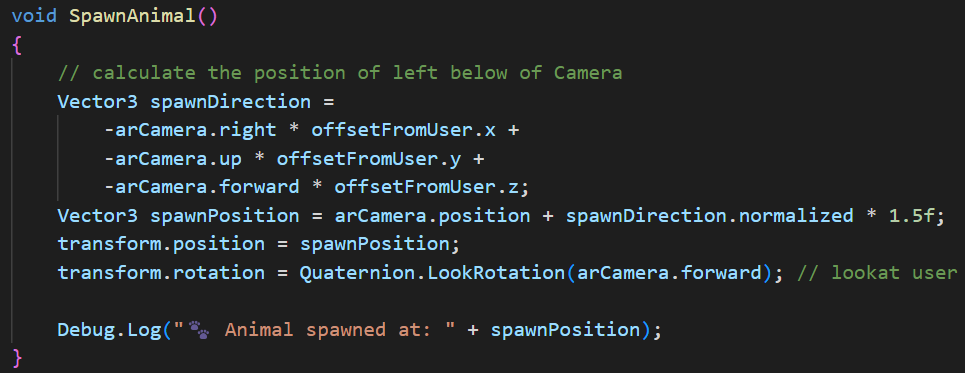 void SpawnAnimal()
{
    // calculate the position of left below of Camera
    Vector3 spawnDirection =
        -arCamera.right * offsetFromUser.x +
        -arCamera.up * offsetFromUser.y +
        -arCamera.forward * offsetFromUser.z;
    Vector3 spawnPosition = arCamera.position + spawnDirection.normalized * 1.5f;
    transform.position = spawnPosition;
    transform.rotation = Quaternion.LookRotation(arCamera.forward); // lookat user

    Debug.Log("🐾 Animal spawned at: " + spawnPosition);
}